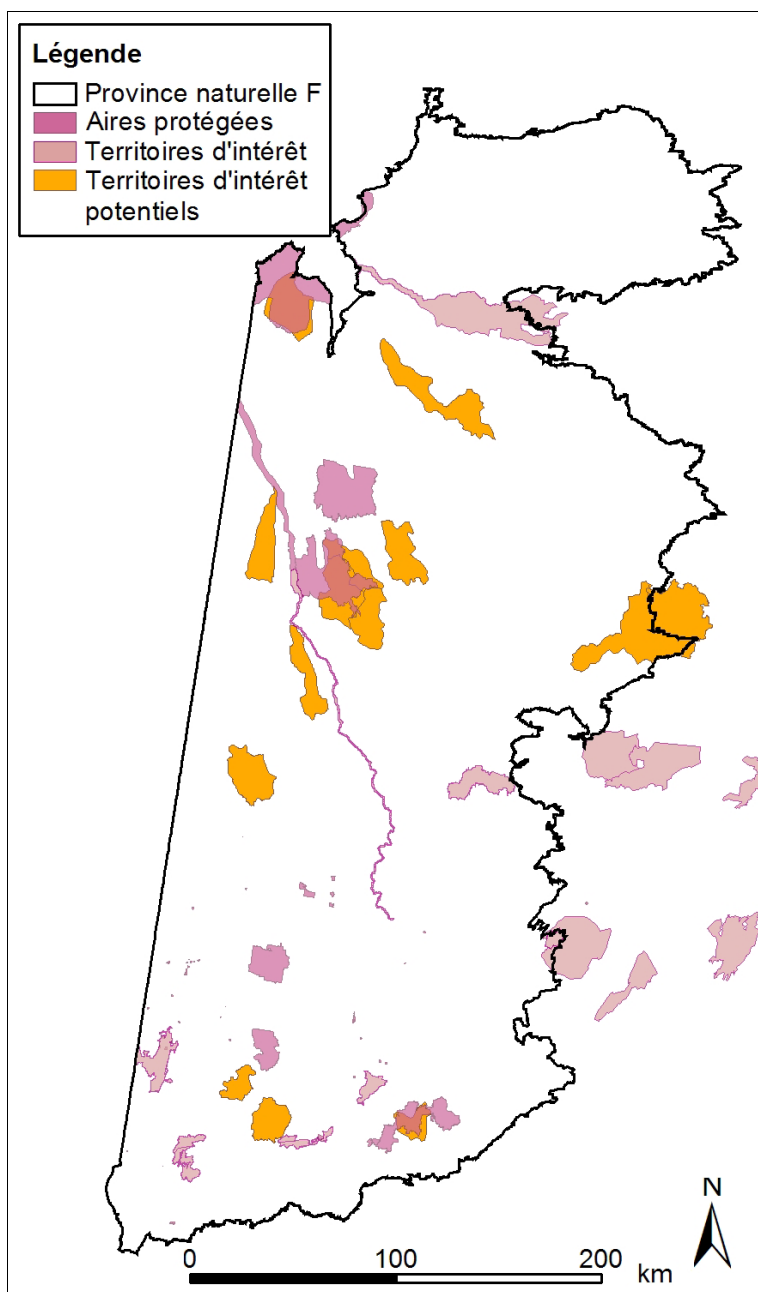 Légende
Province naturelle F
Aires protégées
Territoires d'intérêt
Territoires d'intérêt
potentiels
N
0 100 200
km